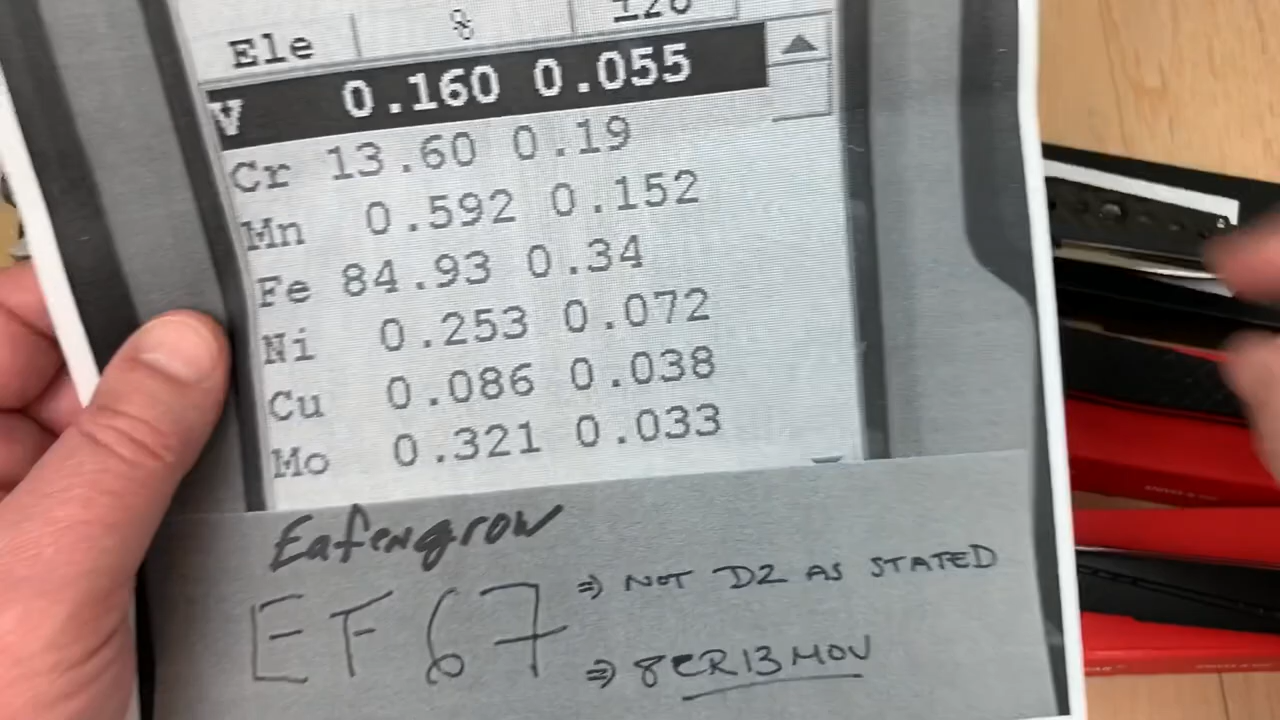 Ele % ±2σ
V 0.160 0.055
Cr 13.60 0.19
Mn 0.592 0.152
Fe 84.93 0.34
Ni 0.253 0.072
Cu 0.086 0.038
Mo 0.321 0.033
Eafengrow
EF67 ⇒ NOT D2 AS STATED
⇒ 8CR13MOV